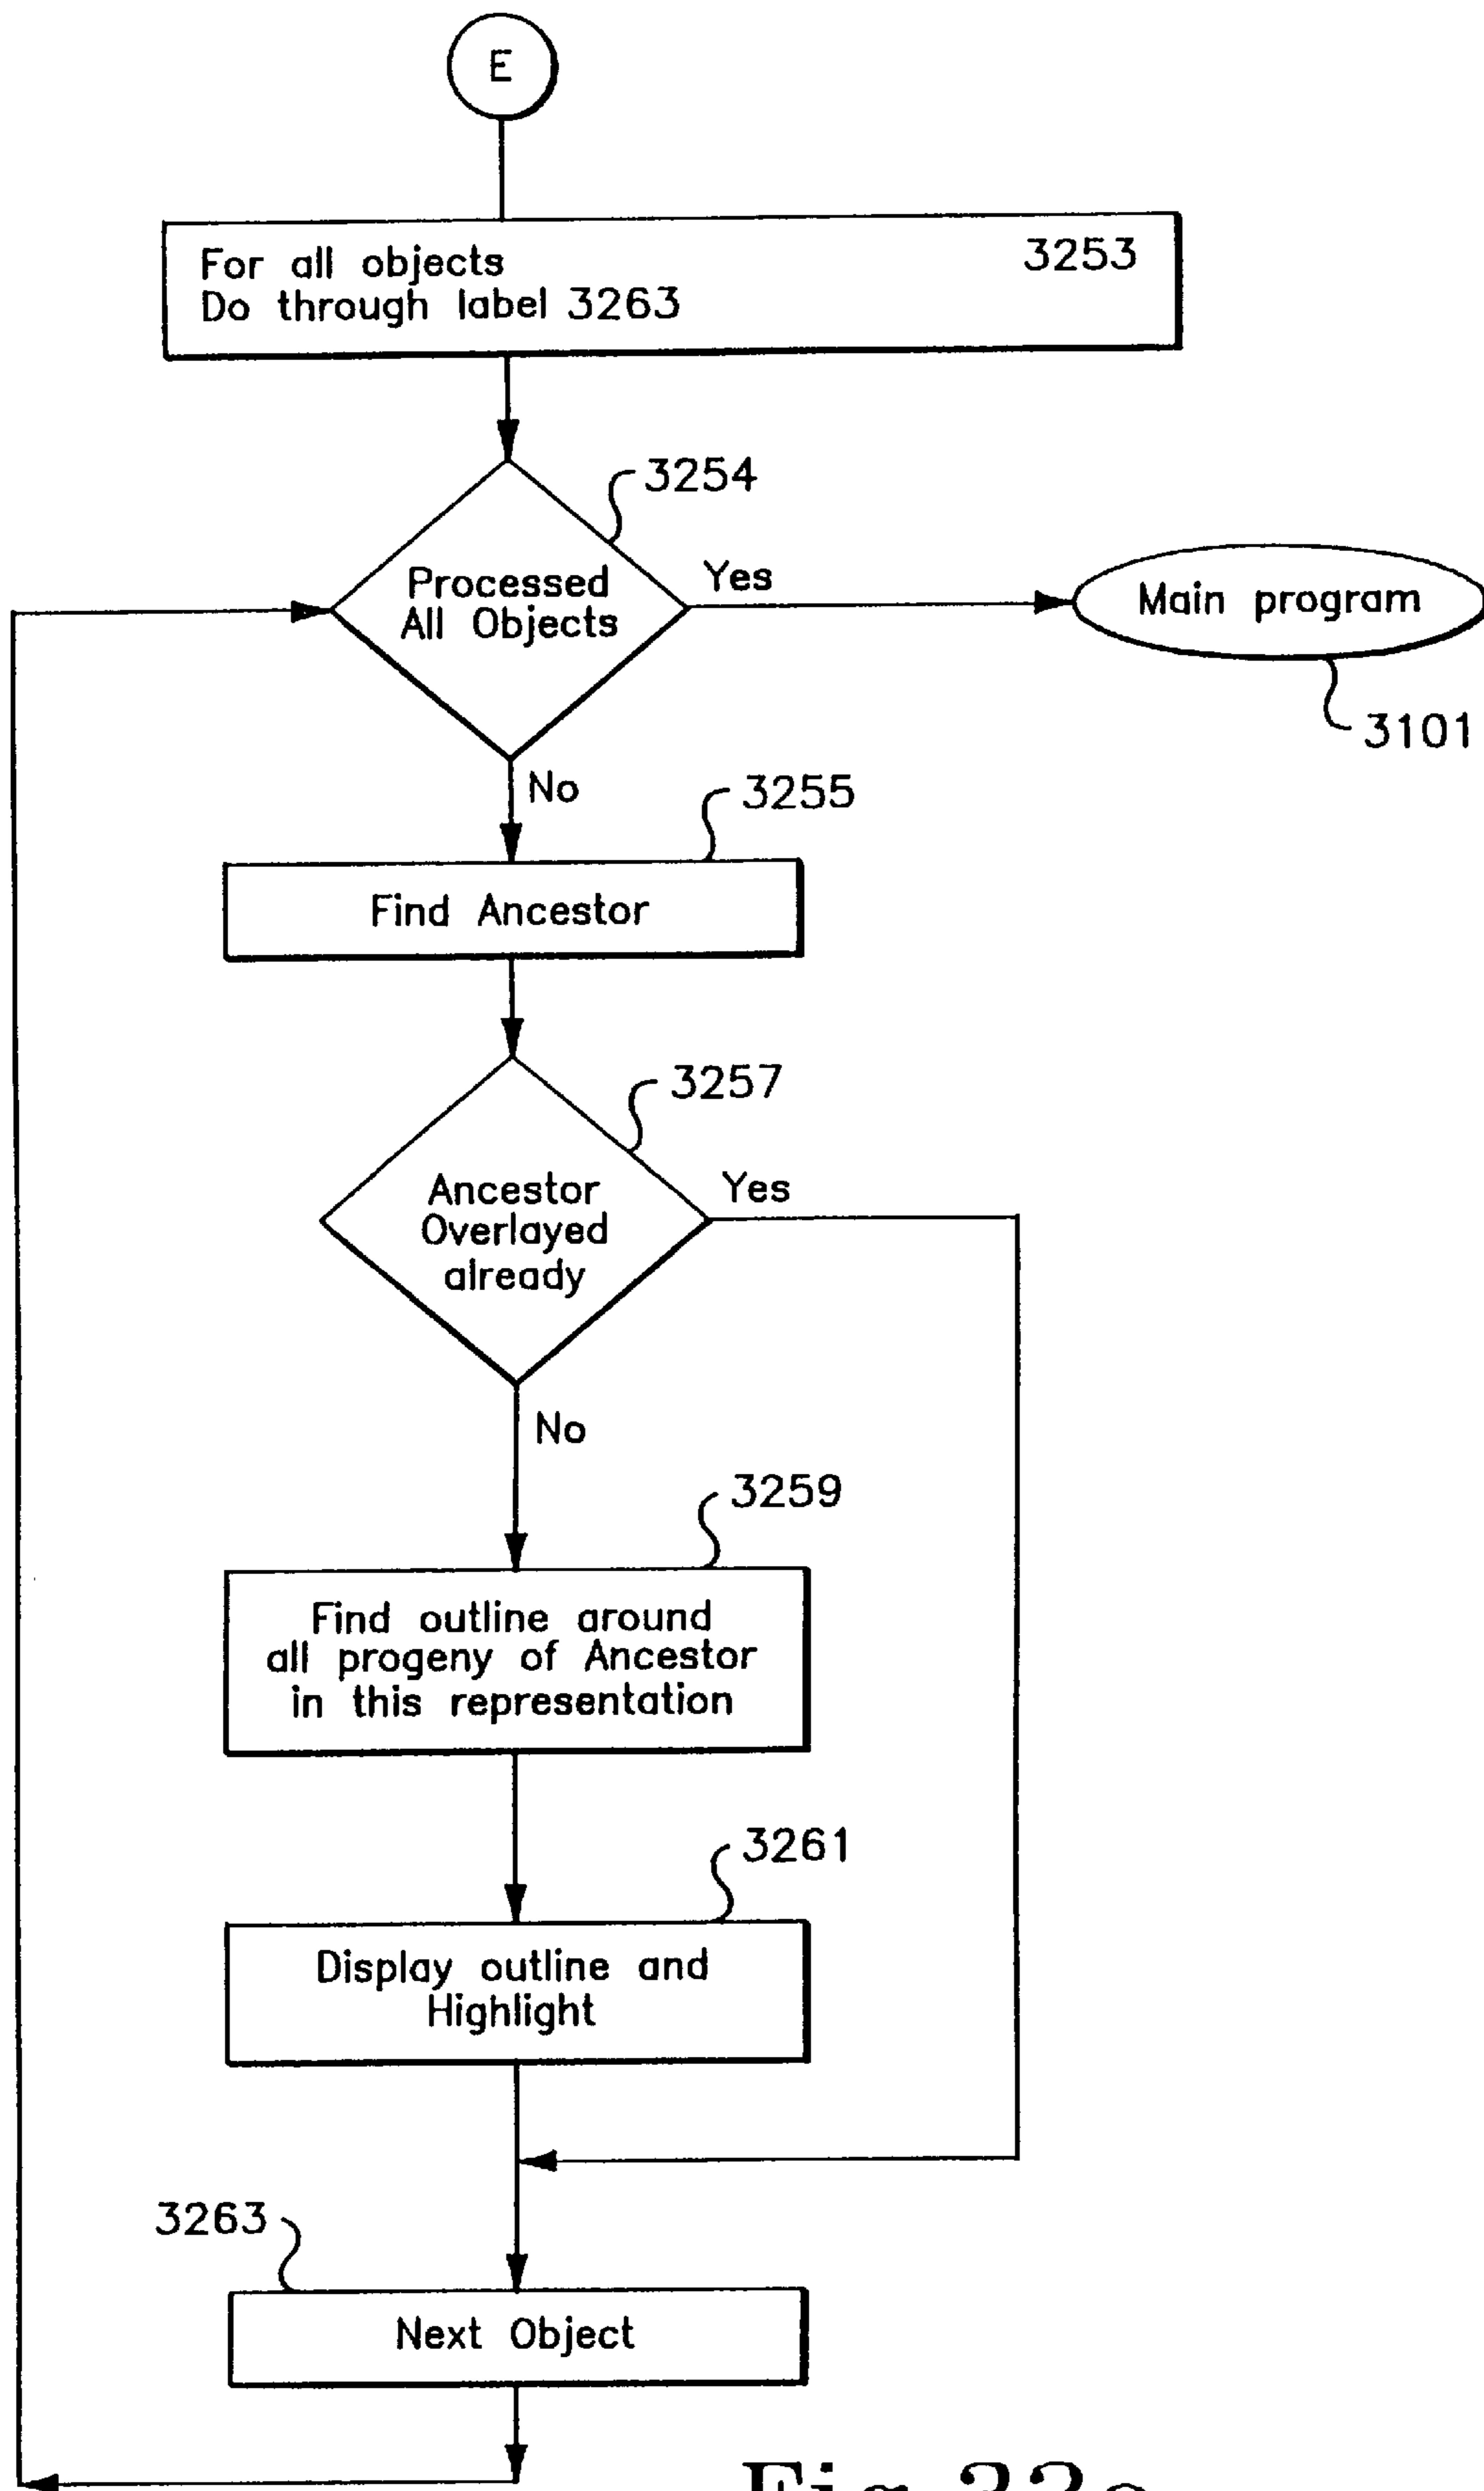 E
For all objects
3253
Do through label 3263
3254
Processed
All Objects
Yes
Main program
3101
No
3255
Find Ancestor
3257
Ancestor
Overlayed
already
Yes
No
3259
Find outline around
all progeny of Ancestor
in this representation
3261
Display outline and
Highlight
3263
Next Object